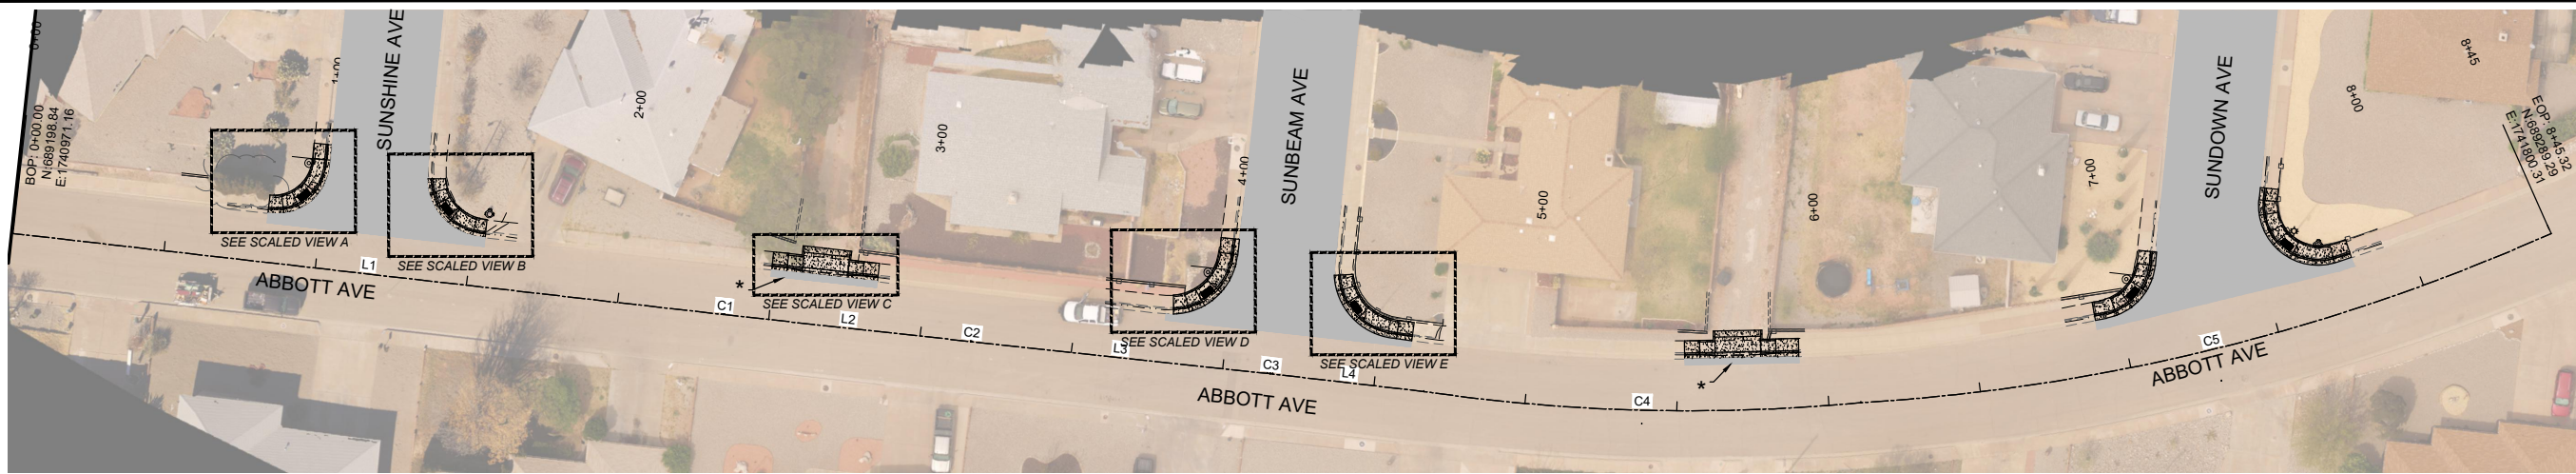 0+00
BOP: 0+00.00
N:689198.84
E:1740971.16
1+00
SUNSHINE AVE
SEE SCALED VIEW A
SEE SCALED VIEW B
L1
ABBOTT AVE
2+00
*
C1
SEE SCALED VIEW C
L2
3+00
C2
L3
SEE SCALED VIEW D
4+00
SUNBEAM AVE
C3
SEE SCALED VIEW E
L4
ABBOTT AVE
5+00
C4
*
6+00
7+00
SUNDOWN AVE
C5
ABBOTT AVE
8+00
8+45
EOP: 8+45.32
N:689289.29
E:1741800.31